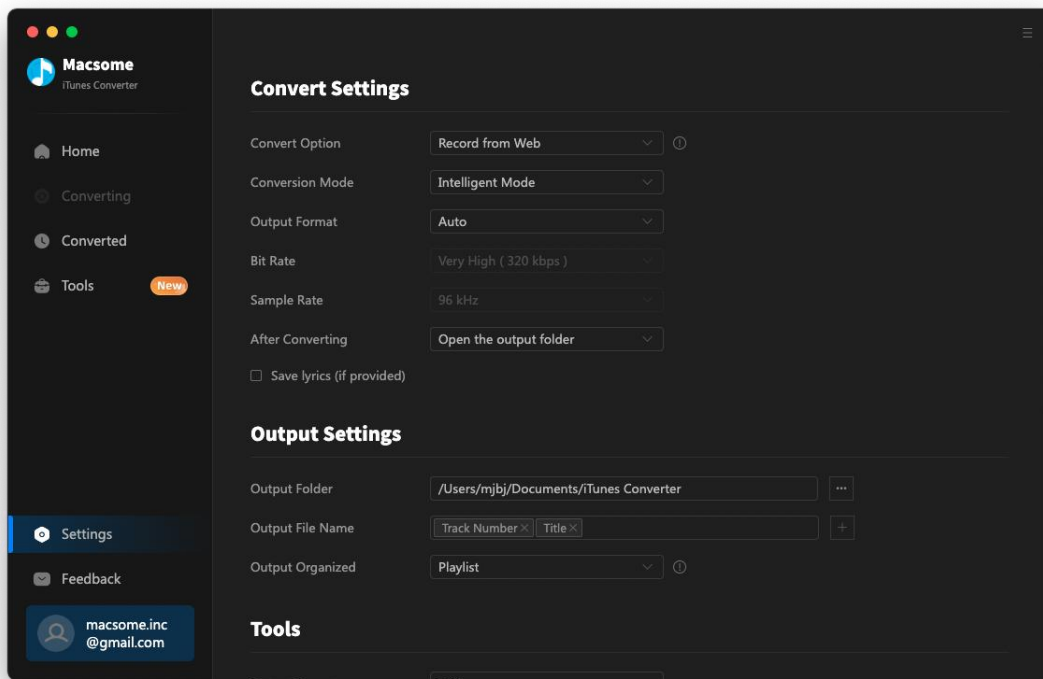 Macsome
iTunes Converter
Home
Converting
Converted
Tools New
Settings
Feedback
macsome.inc
@gmail.com
Convert Settings
Convert Option Record from Web
Conversion Mode Intelligent Mode
Output Format Auto
Bit Rate Very High ( 320 kbps )
Sample Rate 96 kHz
After Converting Open the output folder
Save lyrics (if provided)
Output Settings
Output Folder /Users/mjbj/Documents/iTunes Converter
Output File Name Track Number Title
Output Organized Playlist
Tools